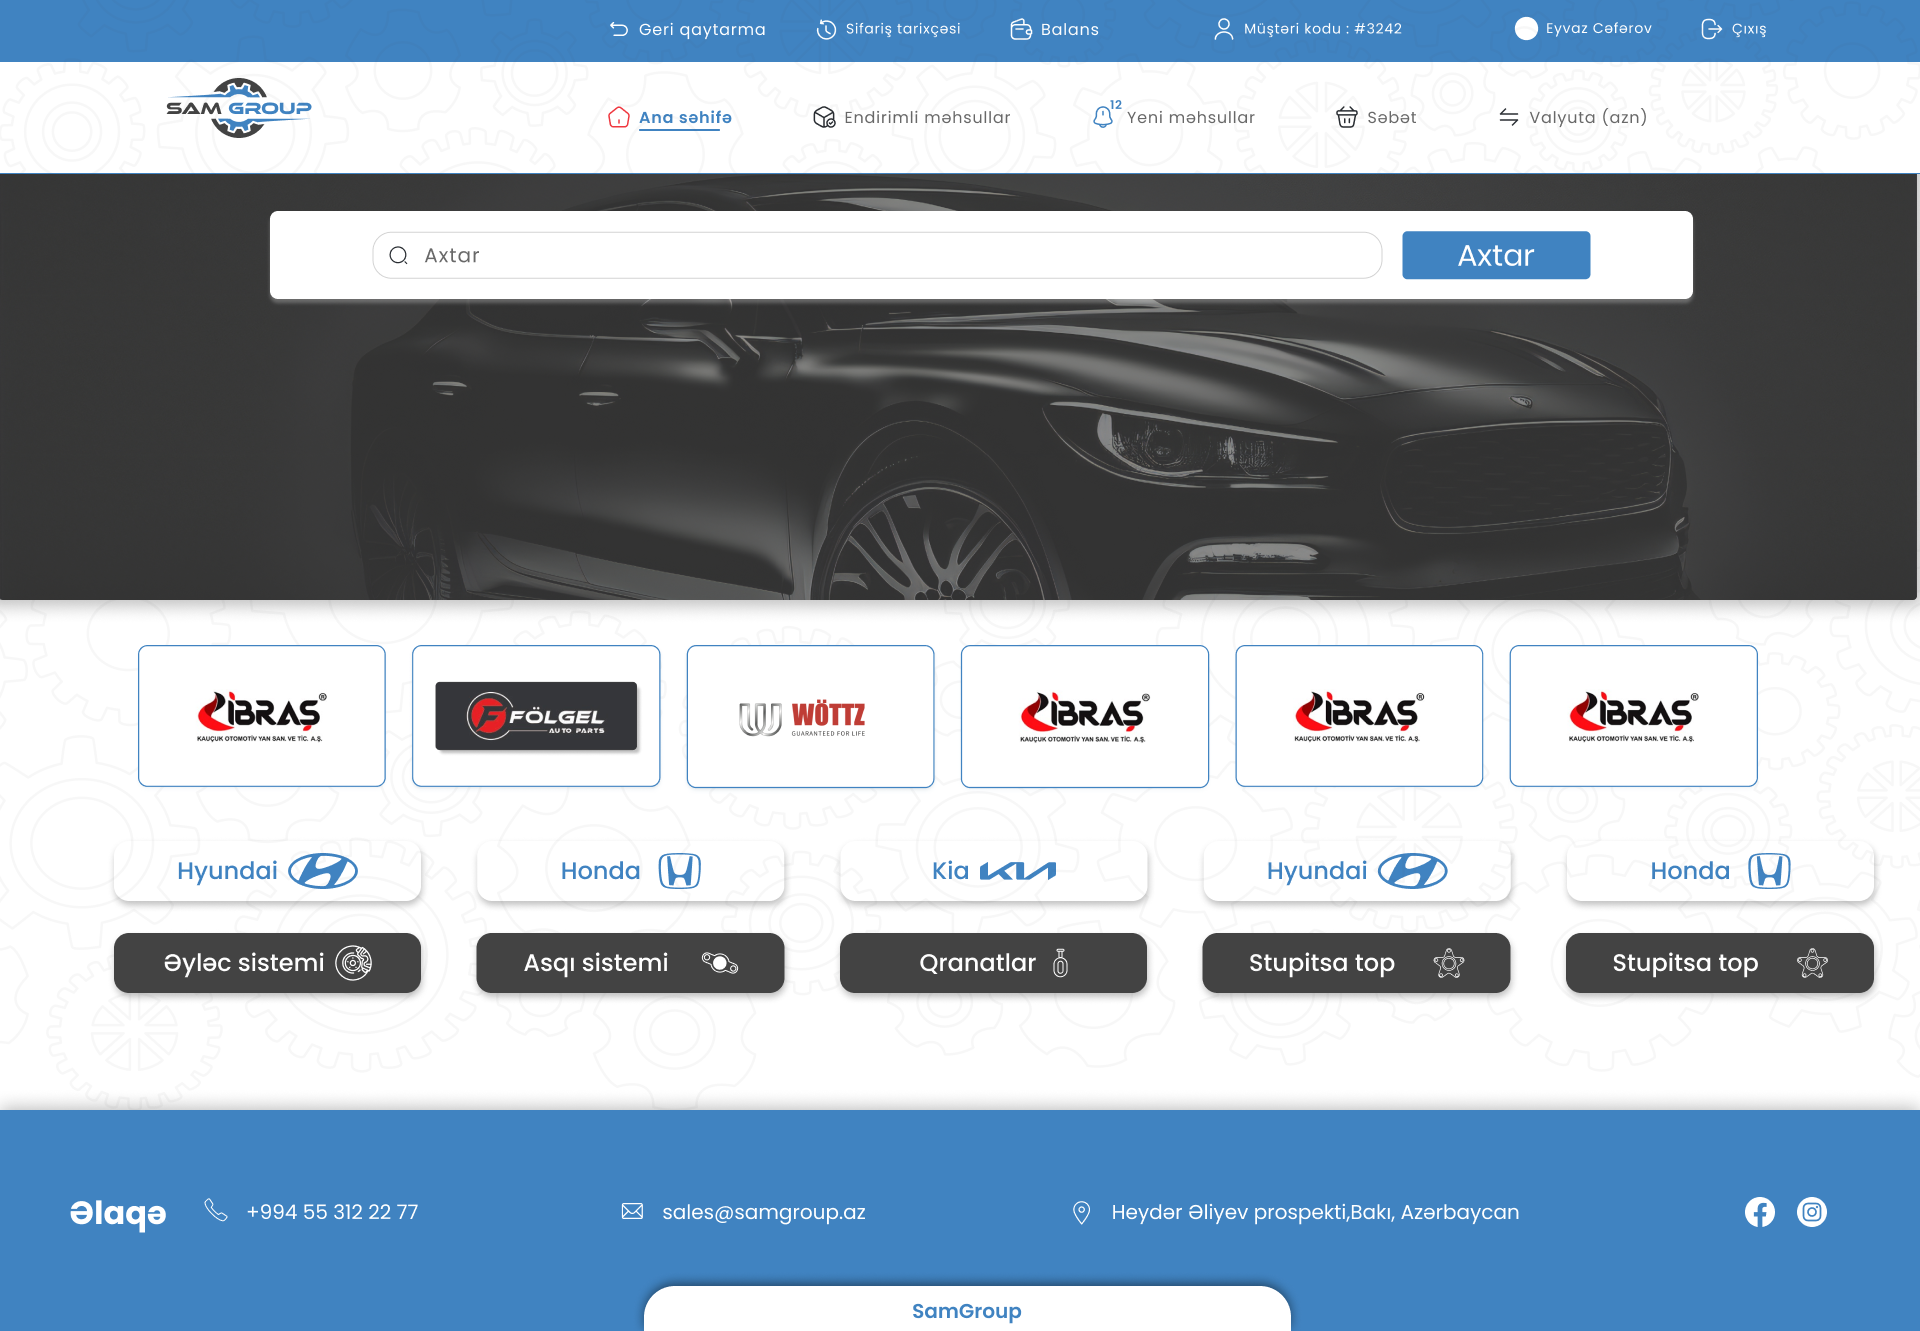 Geri qaytarma
Sifariş tarixçəsi
Balans
Müştəri kodu : #3242
Eyvaz Cəfərov
Çıxış
SAM GROUP
Ana səhifə
Endirimli məhsullar
12
Yeni məhsullar
Səbət
Valyuta (azn)
Axtar
Axtar
İBRAŞ®
KAUÇUK OTOMOTİV YAN SAN. VE TİC. A.Ş.
FÖLGEL
AUTO PARTS
WÖTTZ
GUARANTEED FOR LIFE
İBRAŞ®
KAUÇUK OTOMOTİV YAN SAN. VE TİC. A.Ş.
İBRAŞ®
KAUÇUK OTOMOTİV YAN SAN. VE TİC. A.Ş.
İBRAŞ®
KAUÇUK OTOMOTİV YAN SAN. VE TİC. A.Ş.
Hyundai
Honda
Kia
Hyundai
Honda
Əyləc sistemi
Asqı sistemi
Qranatlar
Stupitsa top
Stupitsa top
Əlaqə
+994 55 312 22 77
sales@samgroup.az
Heydər Əliyev prospekti,Bakı, Azərbaycan
SamGroup